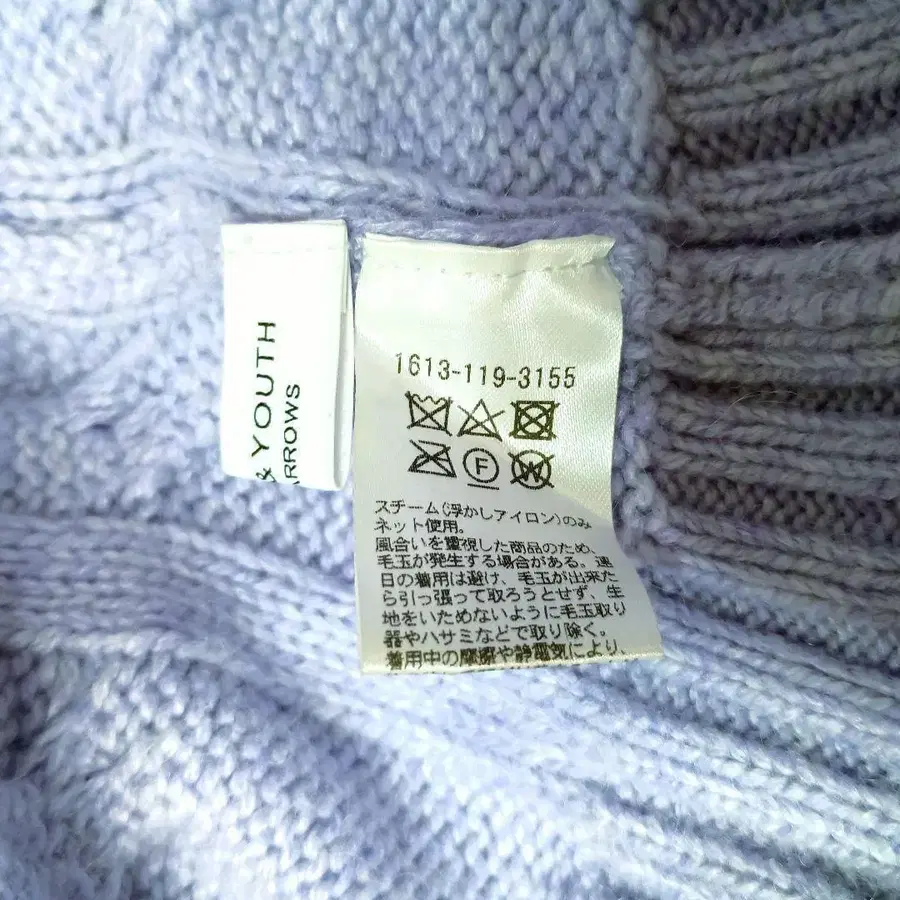 & YOUTH
ARROWS
1613-119-3155
F
W
スチーム(浮かしアイロン)のみ
ネット使用。
風合いを重視した商品のため、
毛玉が発生する場合がある。連
日の着用は避け、毛玉が出来た
ら引っ張って取ろうとせず、生
地をいためないように毛玉取り
器やハサミなどで取り除く。
着用中の摩擦や静電気により、